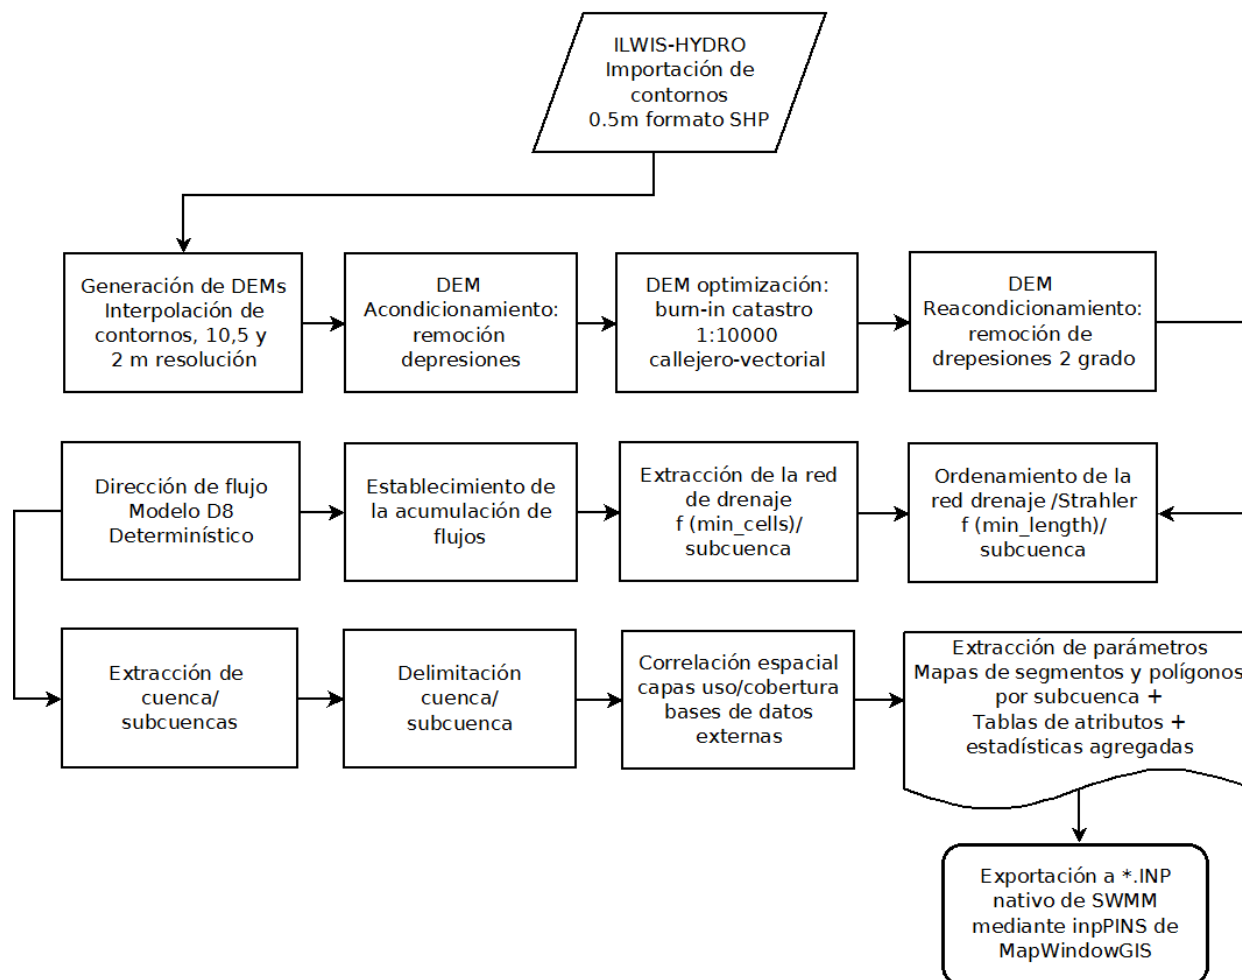 ILWIS-HYDRO
Importación de
contornos
0.5m formato SHP
Generación de DEMs
Interpolación de
contornos, 10,5 y
2 m resolución
DEM
Acondicionamiento:
remoción
depresiones
DEM optimización:
burn-in catastro
1:10000
callejero-vectorial
DEM
Reacondicionamiento:
remoción de
drepesiones 2 grado
Dirección de flujo
Modelo D8
Determinístico
Establecimiento de
la acumulación de
flujos
Extracción de la red
de drenaje
f (min_cells)/
subcuenca
Ordenamiento de la
red drenaje /Strahler
f (min_length)/
subcuenca
Extracción de
cuenca/
subcuencas
Delimitación
cuenca/
subcuenca
Correlación espacial
capas uso/cobertura
bases de datos
externas
Extracción de parámetros
Mapas de segmentos y polígonos
por subcuenca +
Tablas de atributos +
estadísticas agregadas
Exportación a *.INP
nativo de SWMM
mediante inpPINS de
MapWindowGIS